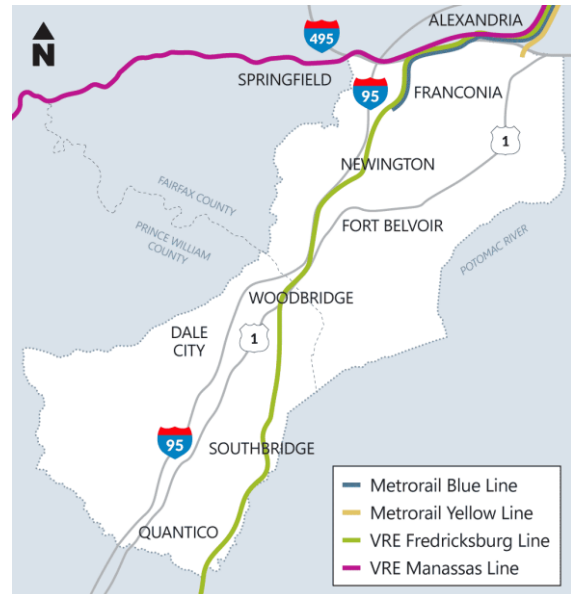 ALEXANDRIA
N
495
SPRINGFIELD
95
FRANCONIA
1
NEWINGTON
FAIRFAX COUNTY
PRINCE WILLIAM
COUNTY
FORT BELVOIR
POTOMAC RIVER
WOODBRIDGE
DALE
CITY
1
95
SOUTHBRIDGE
QUANTICO
Metrorail Blue Line
Metrorail Yellow Line
VRE Fredricksburg Line
VRE Manassas Line